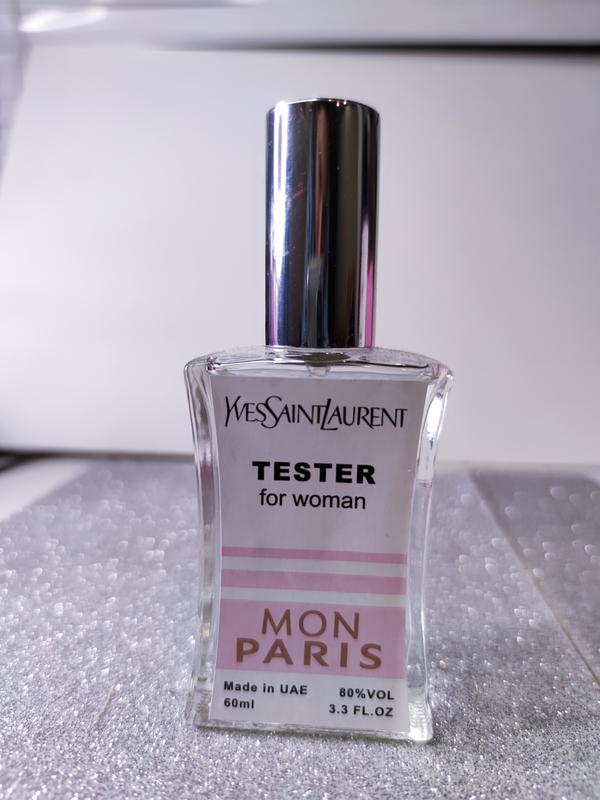 YVESSAINTLAURENT
TESTER
for woman
MON
PARIS
Made in UAE 80%VOL
60ml 3.3 FL.OZ